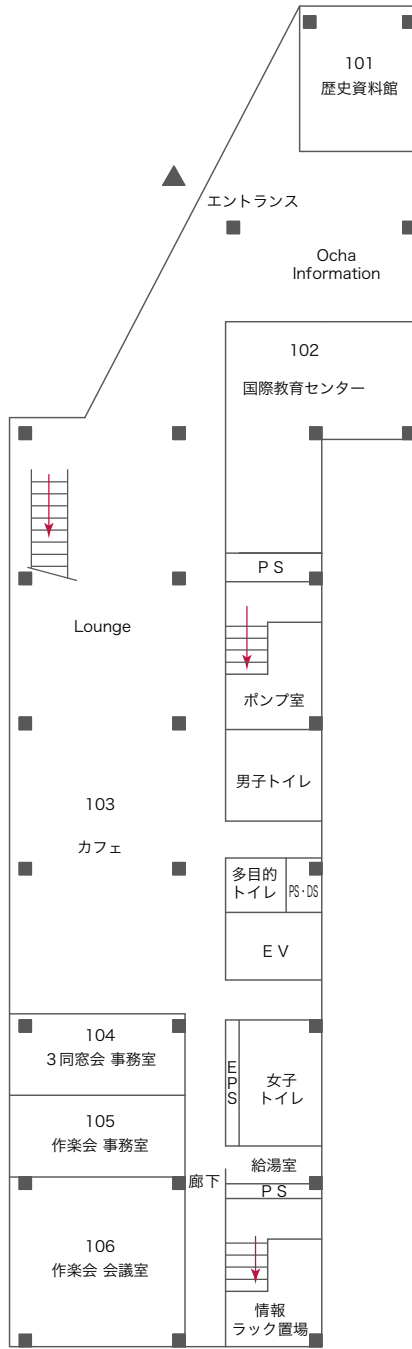 101
歴史資料館
エントランス
Ocha
Information
102
国際教育センター
P S
Lounge
ポンプ室
男子トイレ
103
カフェ
多目的
トイレ
PS・DS
E V
104
３同窓会 事務室
EPS
女子
トイレ
105
作楽会 事務室
給湯室
廊下
P S
106
作楽会 会議室
情報
ラック置場